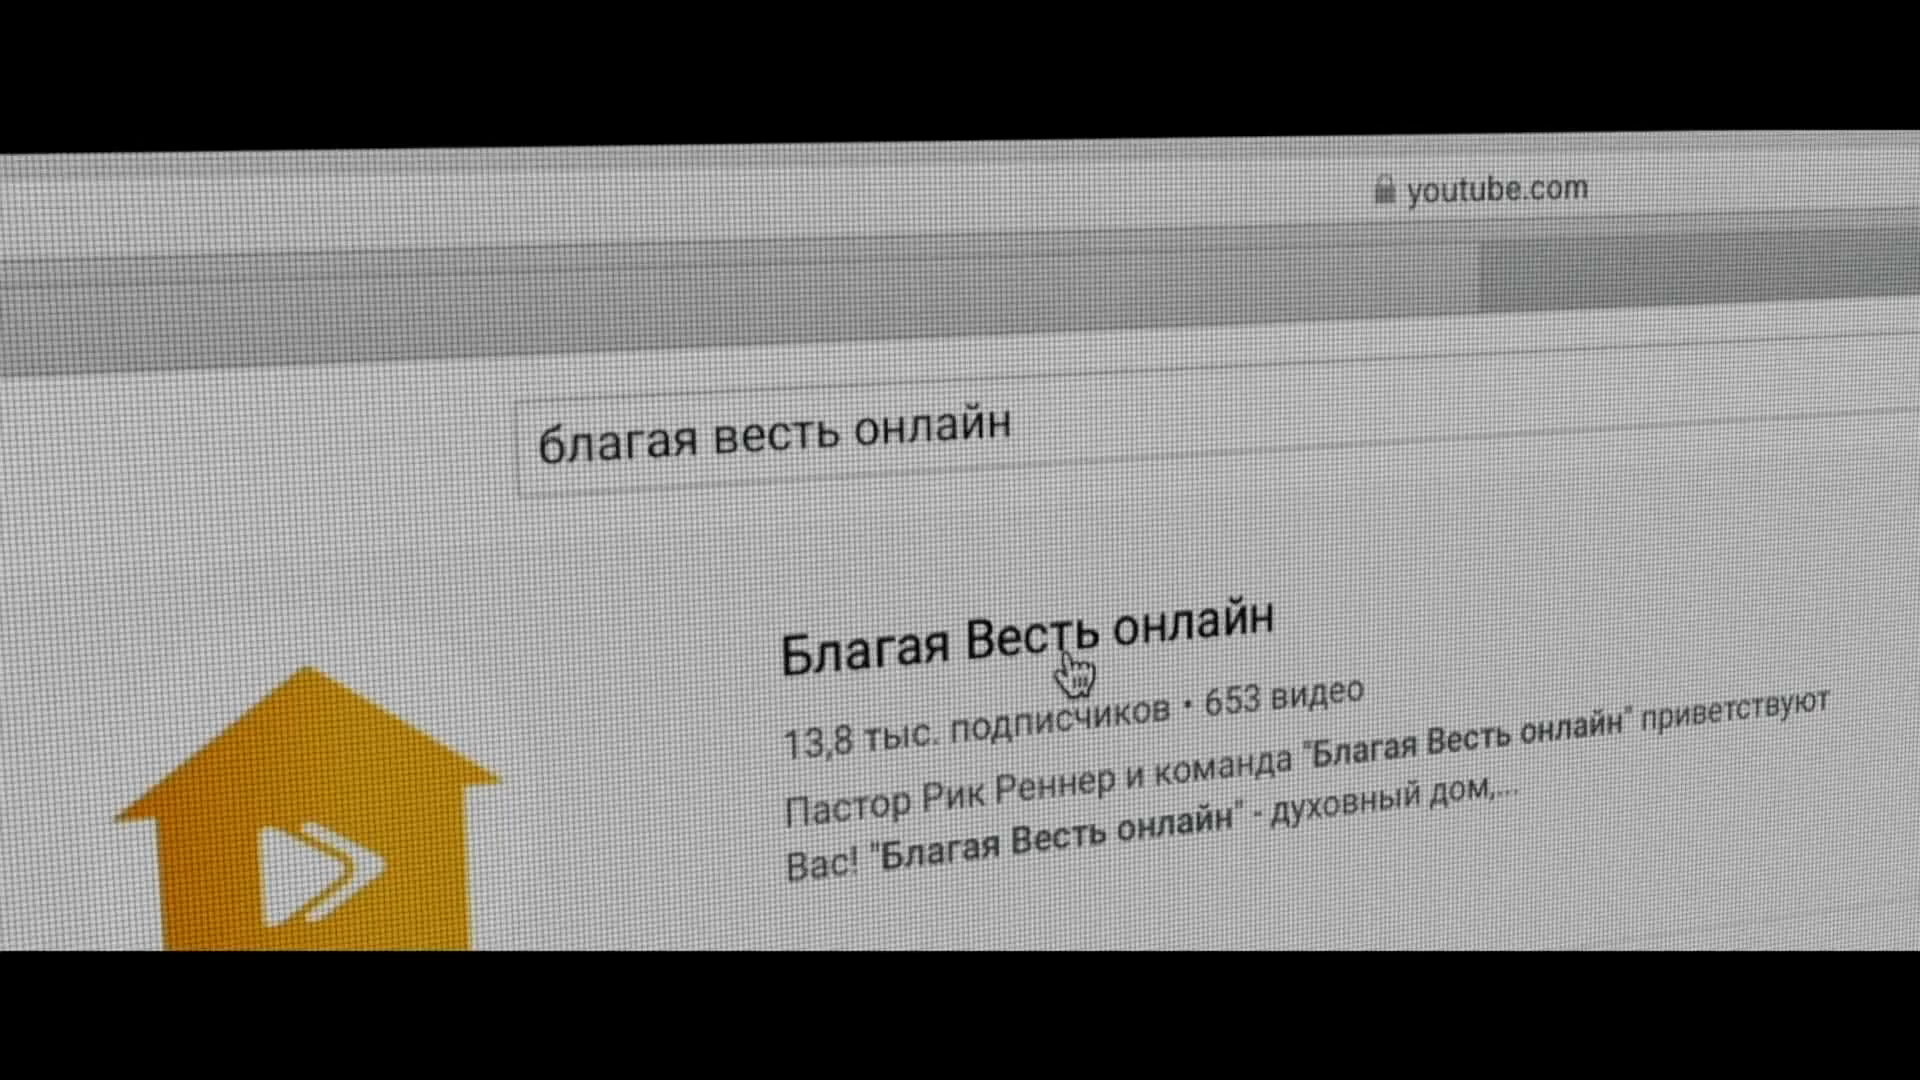 youtube.com
благая весть онлайн
Благая Весть онлайн
13,8 тыс. подписчиков • 653 видео
Пастор Рик Реннер и команда "Благая Весть онлайн" приветствуют
Вас! "Благая Весть онлайн" - духовный дом,...